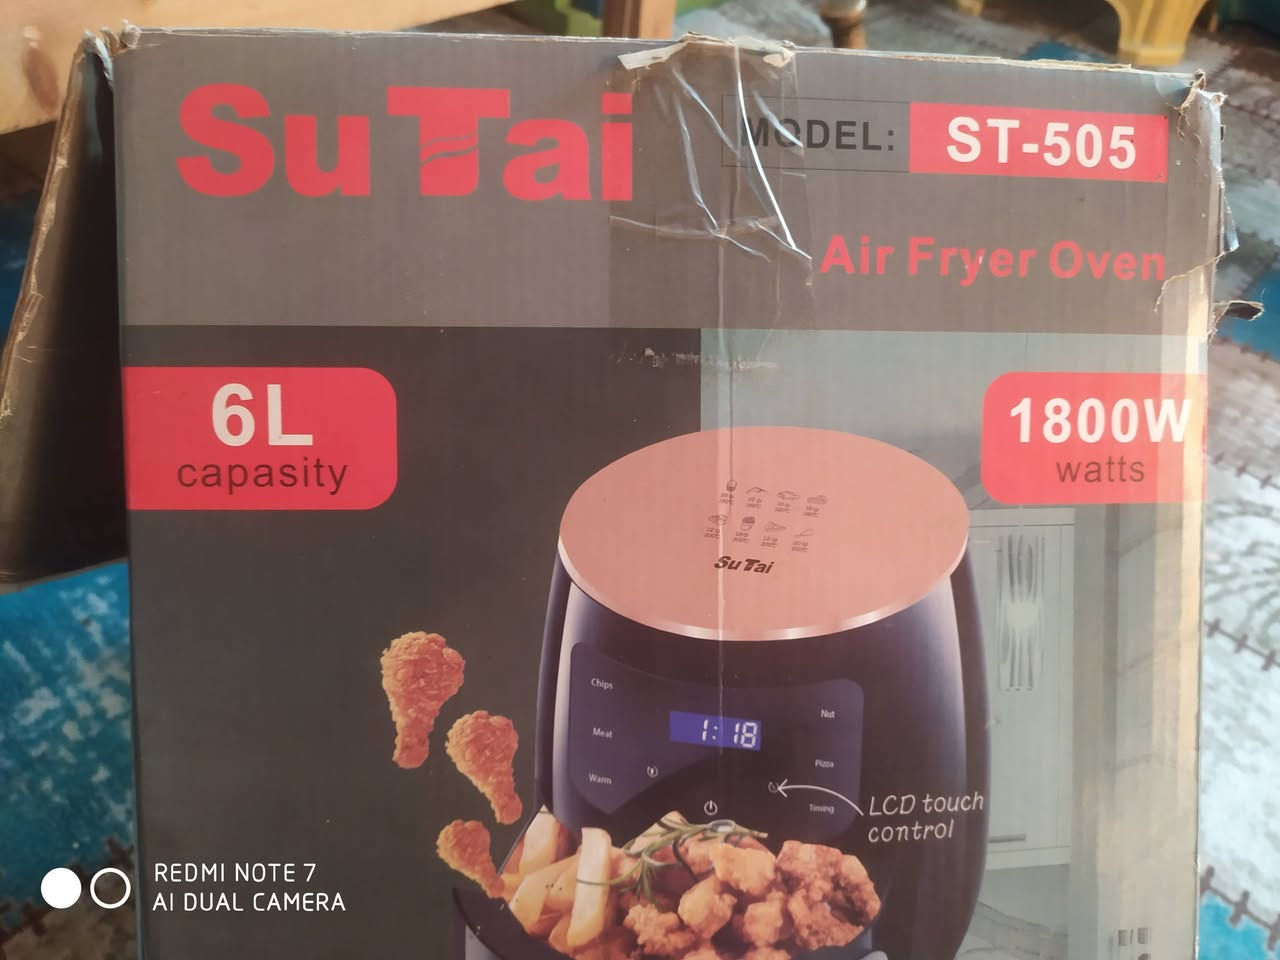 SuTai
MODEL: ST-505
Air Fryer Oven
6L
capasity
1800W
watts
SuTai
Chips
Meat
Warm
1:18
Nut
Pizza
Timing
LCD touch
control
REDMI NOTE 7
AI DUAL CAMERA